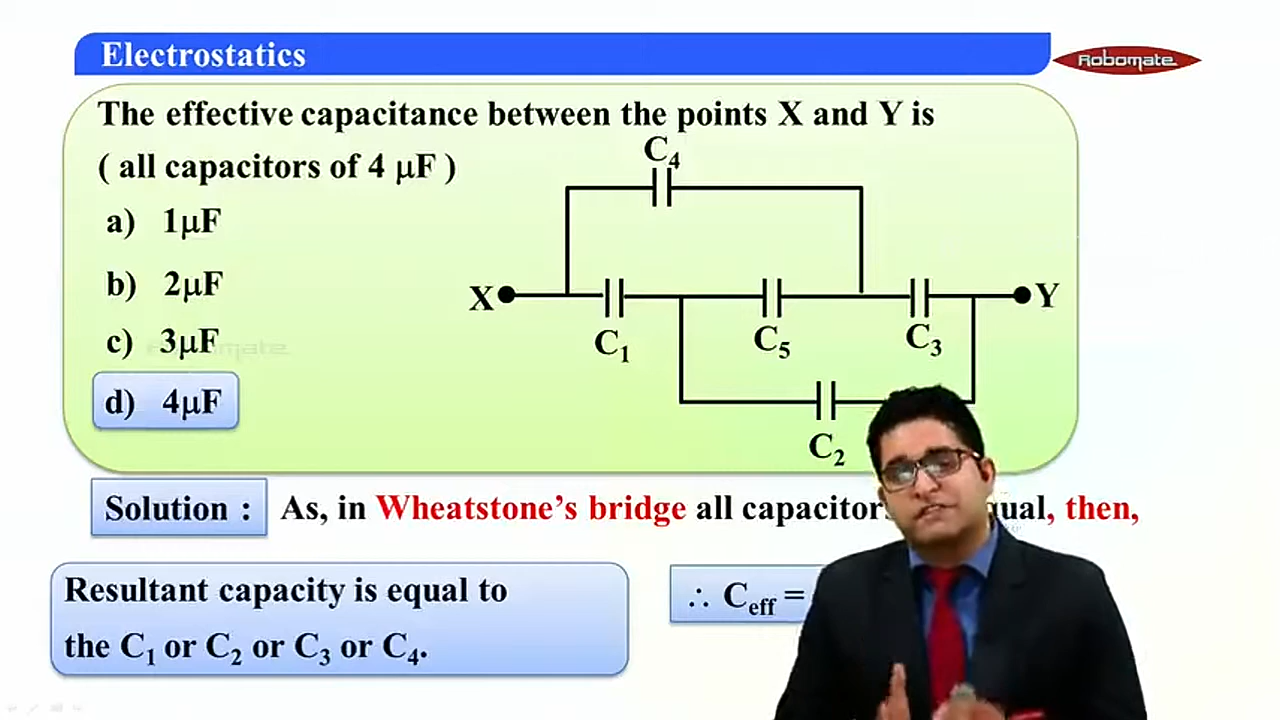 Electrostatics
Robomate
The effective capacitance between the points X and Y is
( all capacitors of 4 μF )
a) 1μF
b) 2μF
c) 3μF
d) 4μF
C4
X
Y
C1
C5
C3
C2
Robomate
Solution : As, in Wheatstone’s bridge all capacitors qual, then,
Resultant capacity is equal to
the C1 or C2 or C3 or C4.
∴ Ceff =